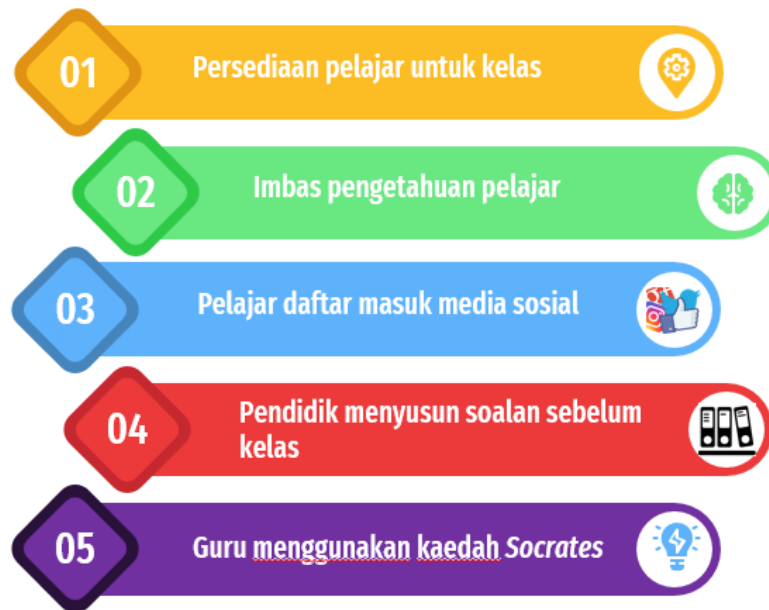 01
Persediaan pelajar untuk kelas
02
Imbas pengetahuan pelajar
03
Pelajar daftar masuk media sosial
04
Pendidik menyusun soalan sebelum
kelas
05
Guru menggunakan kaedah Socrates